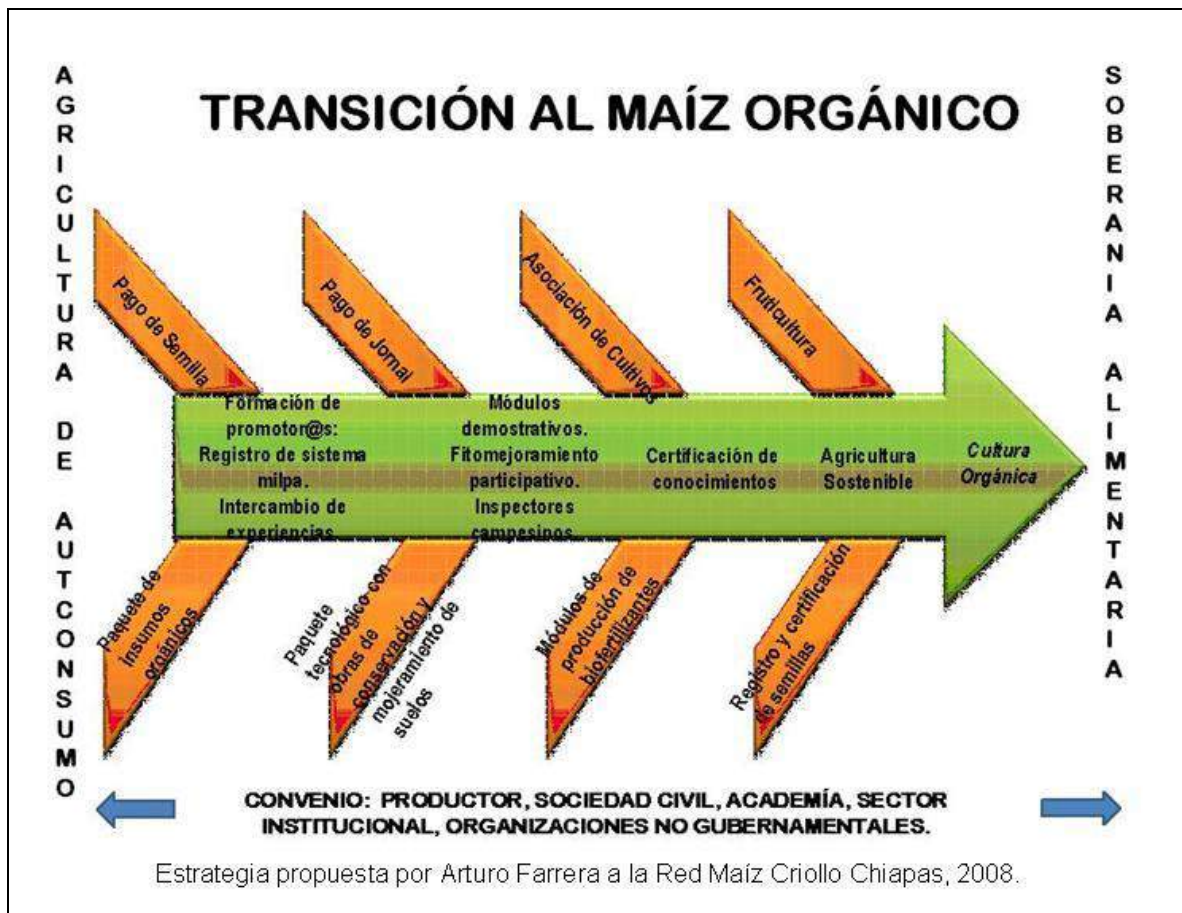 TRANSICIÓN AL MAÍZ ORGÁNICO
AGRICULTURA DE AUTCONSUMO
SOBERANIA ALIMENTARIA
Pago de Semilla
Pago de Jornal
Asociación de Cultivos
Fruticultura
Formación de
promotor@s:
Registro de sistema
milpa.
Intercambio de
experiencias
Módulos
demostrativos.
Fitomejoramiento
participativo.
Inspectores
campesinos
Certificación de
conocimientos
Agricultura
Sostenible
Cultura
Orgánica
Paquete de
insumos
orgánicos
Paquete
tecnológico con
obras de
conservación y
mojeramiento de
suelos
Módulos de
producción de
biofertilizantes
Registro y certificación
de semillas
CONVENIO: PRODUCTOR, SOCIEDAD CIVIL, ACADEMÍA, SECTOR
INSTITUCIONAL, ORGANIZACIONES NO GUBERNAMENTALES.
Estrategia propuesta por Arturo Farrera a la Red Maíz Criollo Chiapas, 2008.